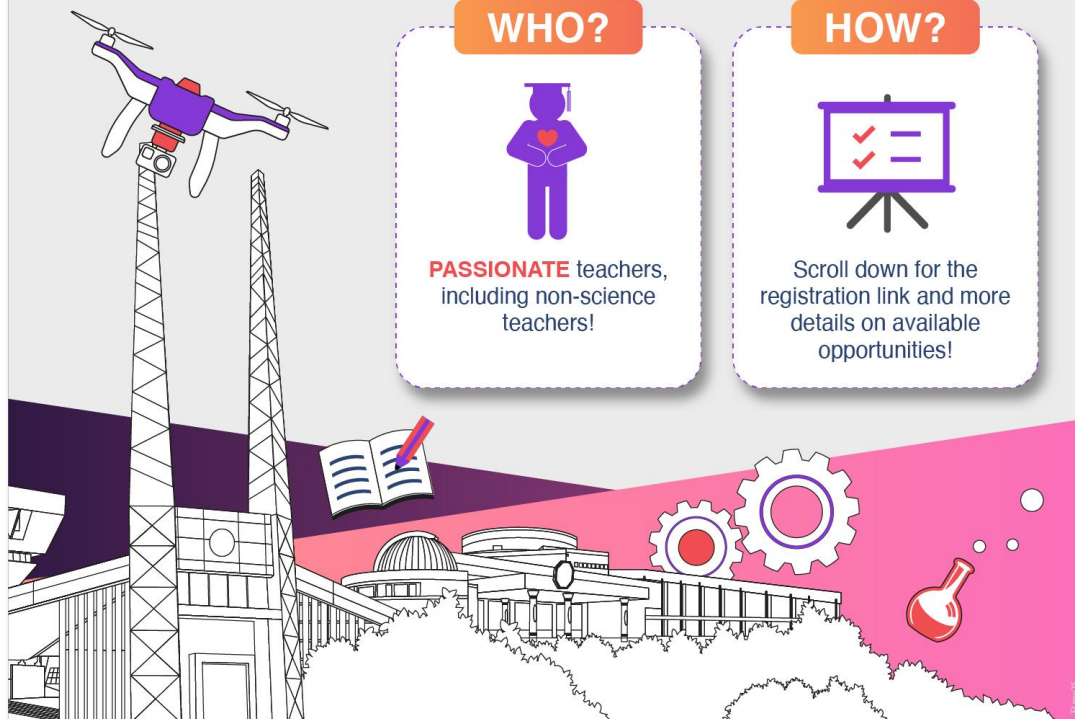 WHO?
PASSIONATE teachers,
including non-science
teachers!
HOW?
Scroll down for the
registration link and more
details on available
opportunities!